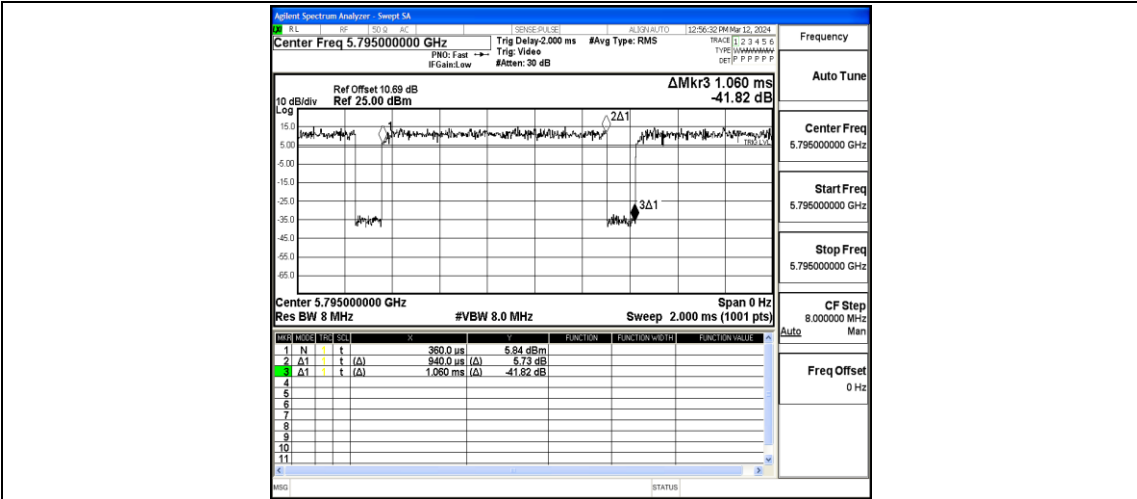 Agilent Spectrum Analyzer - Swept SA
RL RF 50 Ω AC SENSE:PULSE ALIGNAUTO 12:56:32 PM Mar 12, 2024
Center Freq 5.795000000 GHz
PNO: Fast
IFGain:Low
Trig Delay-2.000 ms
Trig: Video
#Atten: 30 dB
#Avg Type: RMS
TRACE 1 2 3 4 5 6
TYPE WWWWWW
DET P P P P P P
Frequency
Auto Tune
Center Freq
5.795000000 GHz
Start Freq
5.795000000 GHz
Stop Freq
5.795000000 GHz
CF Step
8.000000 MHz
Auto Man
Freq Offset
0 Hz
ΔMkr3 1.060 ms
-41.82 dB
Ref Offset 10.69 dB
10 dB/div Ref 25.00 dBm
Log
15.0
5.00
-5.00
-15.0
-25.0
-35.0
-45.0
-55.0
-65.0
1
2Δ1
TRIG LVL
3Δ1
Center 5.795000000 GHz Span 0 Hz
Res BW 8 MHz #VBW 8.0 MHz Sweep 2.000 ms (1001 pts)
MKR MODE TRC SCL X Y FUNCTION FUNCTION WIDTH FUNCTION VALUE
1 N 1 t 360.0 µs 5.84 dBm
2 Δ1 1 t (Δ) 940.0 µs (Δ) 5.73 dB
3 Δ1 1 t (Δ) 1.060 ms (Δ) -41.82 dB
4
5
6
7
8
9
10
11
MSG STATUS